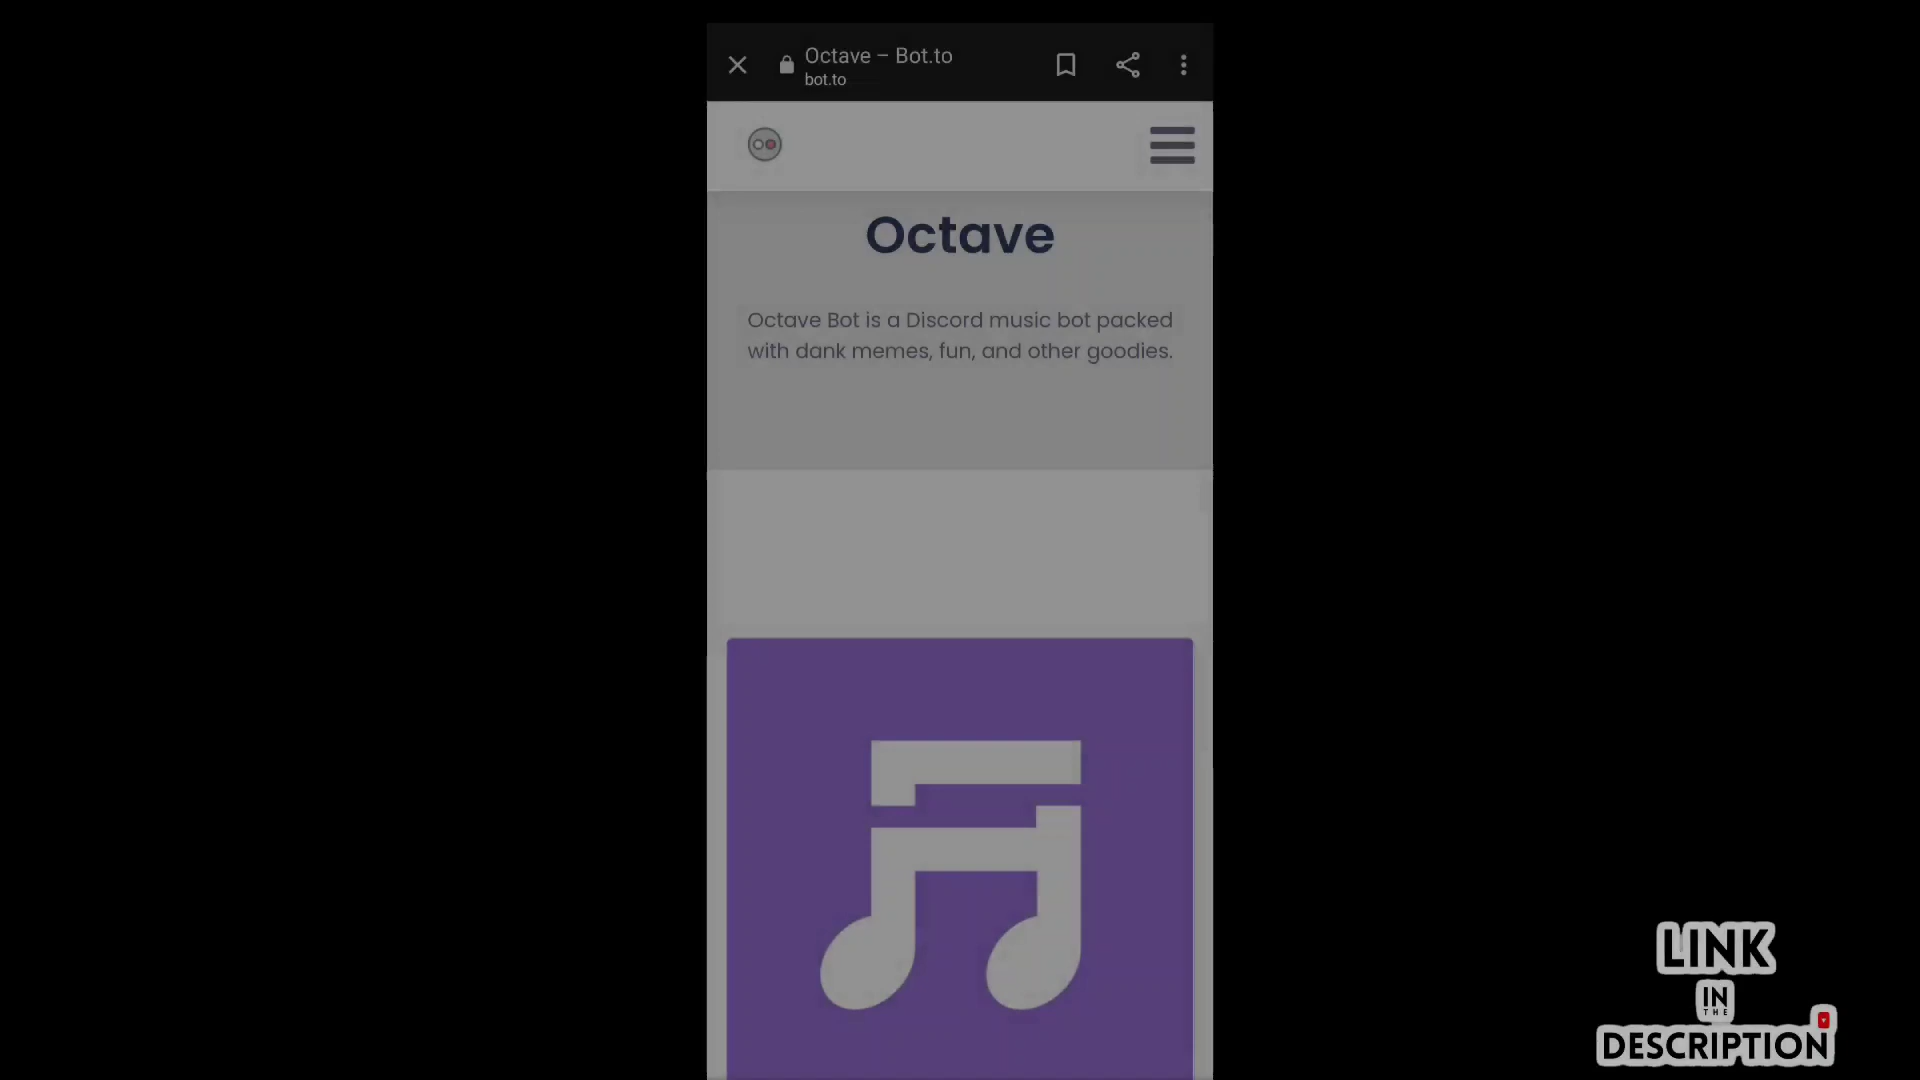 Octave – Bot.to
bot.to
Octave
Octave Bot is a Discord music bot packed
with dank memes, fun, and other goodies.
LINK
IN
THE
DESCRIPTION